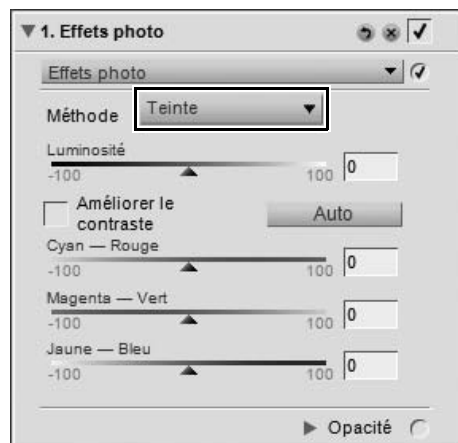 1. Effets photo
Effets photo
Méthode Teinte
Luminosité
-100 100 0
Améliorer le
contraste
Auto
Cyan — Rouge
-100 100 0
Magenta — Vert
-100 100 0
Jaune — Bleu
-100 100 0
Opacité